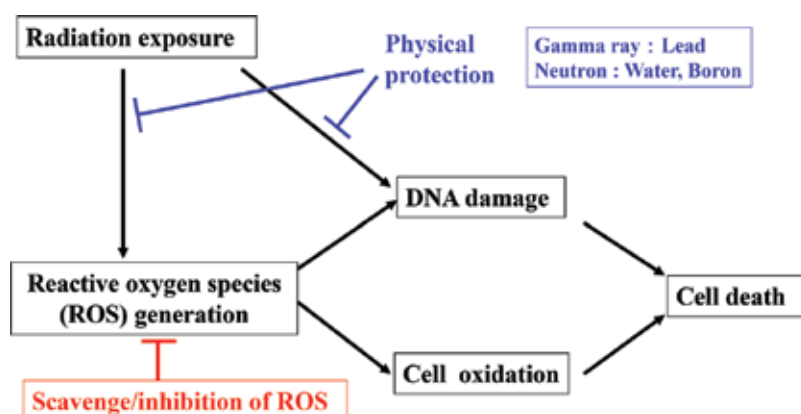 Radiation exposure
Physical
protection
Gamma ray : Lead
Neutron : Water, Boron
DNA damage
Reactive oxygen species
(ROS) generation
Cell death
Cell oxidation
Scavenge/inhibition of ROS